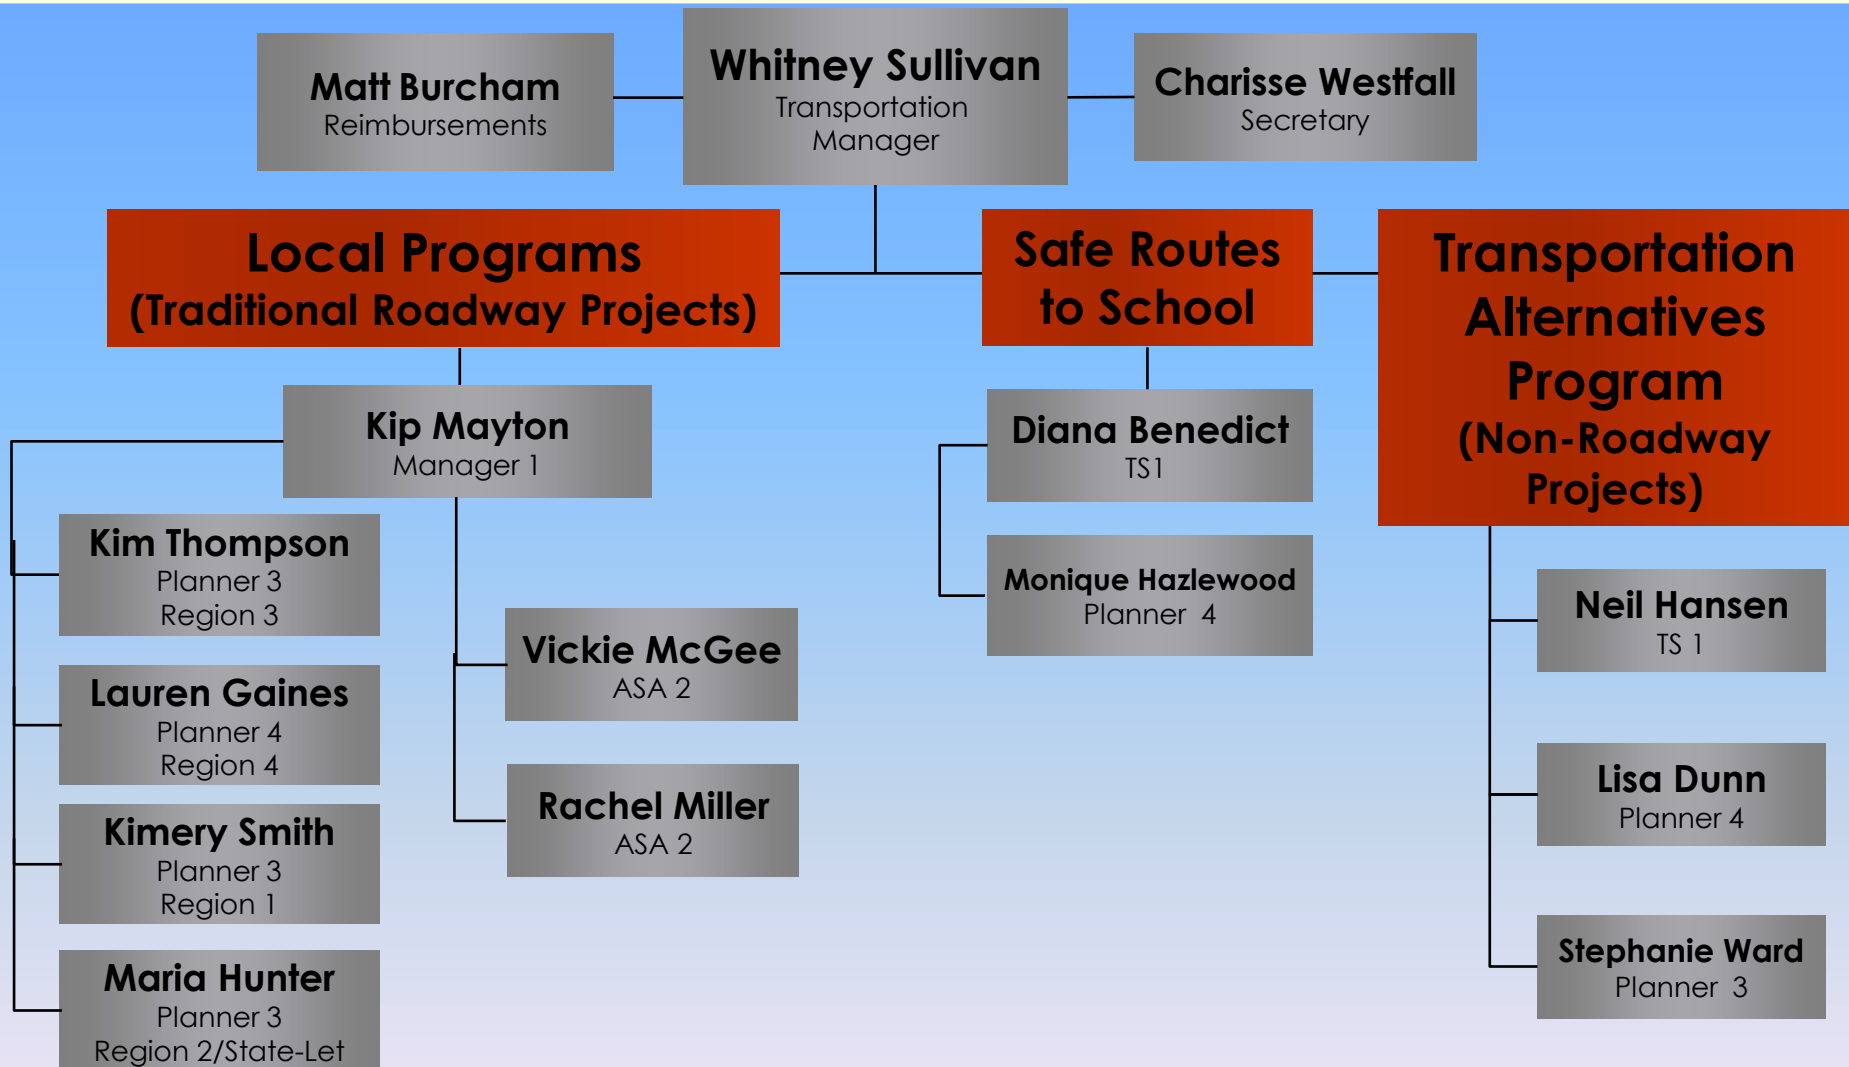 Matt Burcham
Reimbursements
Whitney Sullivan
Transportation
Manager
Charisse Westfall
Secretary
Local Programs
(Traditional Roadway Projects)
Safe Routes
to School
Transportation
Alternatives
Program
(Non-Roadway
Projects)
Kip Mayton
Manager 1
Kim Thompson
Planner 3
Region 3
Lauren Gaines
Planner 4
Region 4
Kimery Smith
Planner 3
Region 1
Maria Hunter
Planner 3
Region 2/State-Let
Vickie McGee
ASA 2
Rachel Miller
ASA 2
Diana Benedict
TS1
Monique Hazlewood
Planner 4
Neil Hansen
TS 1
Lisa Dunn
Planner 4
Stephanie Ward
Planner 3